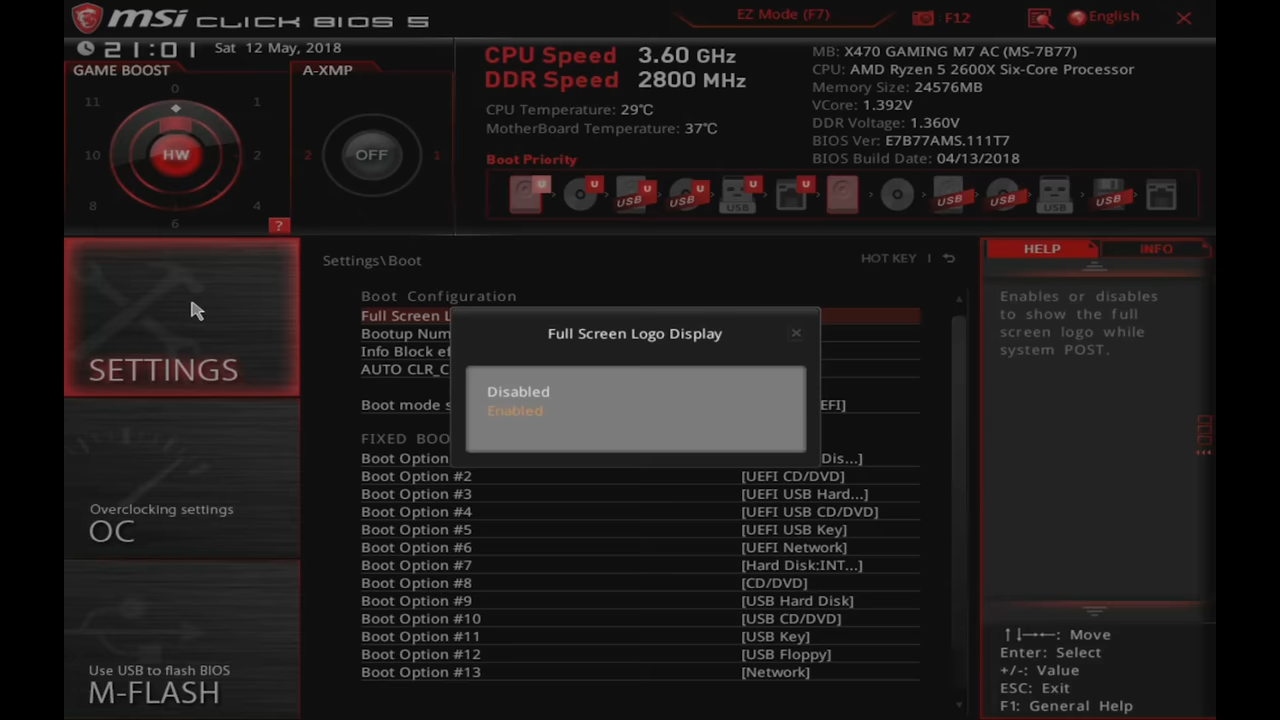 msi CLICK BIOS 5
EZ Mode (F7)
: F12
English
21:01 Sat 12 May, 2018
GAME BOOST
A-XMP
0
11
1
10
HW
2
8
4
6
?
2
OFF
1
CPU Speed 3.60 GHz
DDR Speed 2800 MHz
CPU Temperature: 29℃
MotherBoard Temperature: 37℃
MB: X470 GAMING M7 AC (MS-7B77)
CPU: AMD Ryzen 5 2600X Six-Core Processor
Memory Size: 24576MB
VCore: 1.392V
DDR Voltage: 1.360V
BIOS Ver: E7B77AMS.111T7
BIOS Build Date: 04/13/2018
Boot Priority
U U U U U U
USB USB USB USB USB USB USB
SETTINGS
Overclocking settings
OC
Use USB to flash BIOS
M-FLASH
Settings\Boot
HOT KEY
Boot Configuration
Full Screen L
Bootup Num
Info Block ef
AUTO CLR_C
Boot mode s EFI]
FIXED BOO
Boot Option Dis...]
Boot Option #2 [UEFI CD/DVD]
Boot Option #3 [UEFI USB Hard...]
Boot Option #4 [UEFI USB CD/DVD]
Boot Option #5 [UEFI USB Key]
Boot Option #6 [UEFI Network]
Boot Option #7 [Hard Disk:INT...]
Boot Option #8 [CD/DVD]
Boot Option #9 [USB Hard Disk]
Boot Option #10 [USB CD/DVD]
Boot Option #11 [USB Key]
Boot Option #12 [USB Floppy]
Boot Option #13 [Network]
Full Screen Logo Display
Disabled
Enabled
HELP
INFO
Enables or disables
to show the full
screen logo while
system POST.
↑↓→←: Move
Enter: Select
+/-: Value
ESC: Exit
F1: General Help